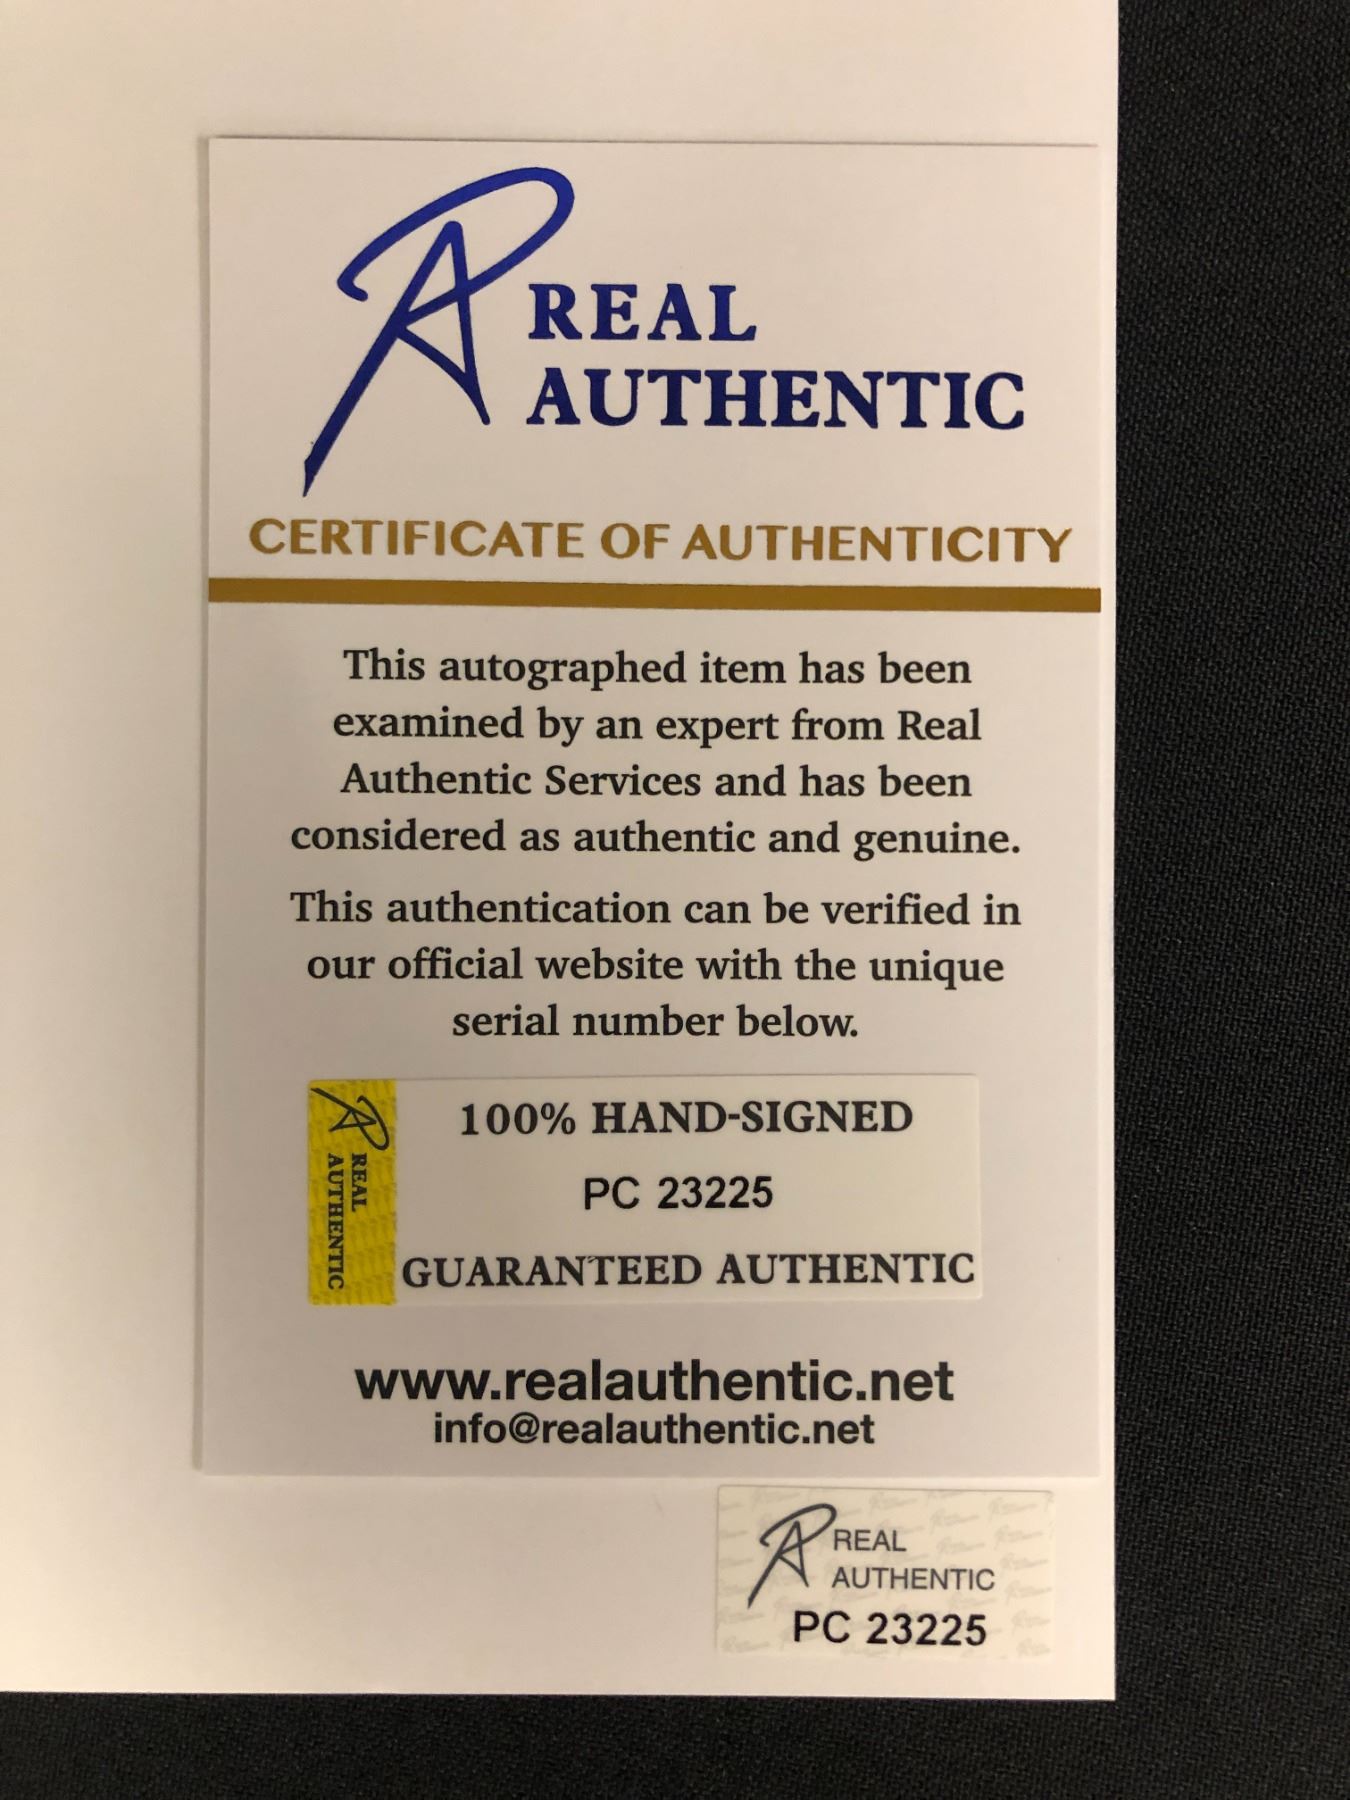 REAL
AUTHENTIC
CERTIFICATE OF AUTHENTICITY
This autographed item has been
examined by an expert from Real
Authentic Services and has been
considered as authentic and genuine.
This authentication can be verified in
our official website with the unique
serial number below.
REAL
AUTHENTIC
100% HAND-SIGNED
PC 23225
GUARANTEED AUTHENTIC
www.realauthentic.net
info@realauthentic.net
REAL
AUTHENTIC
PC 23225